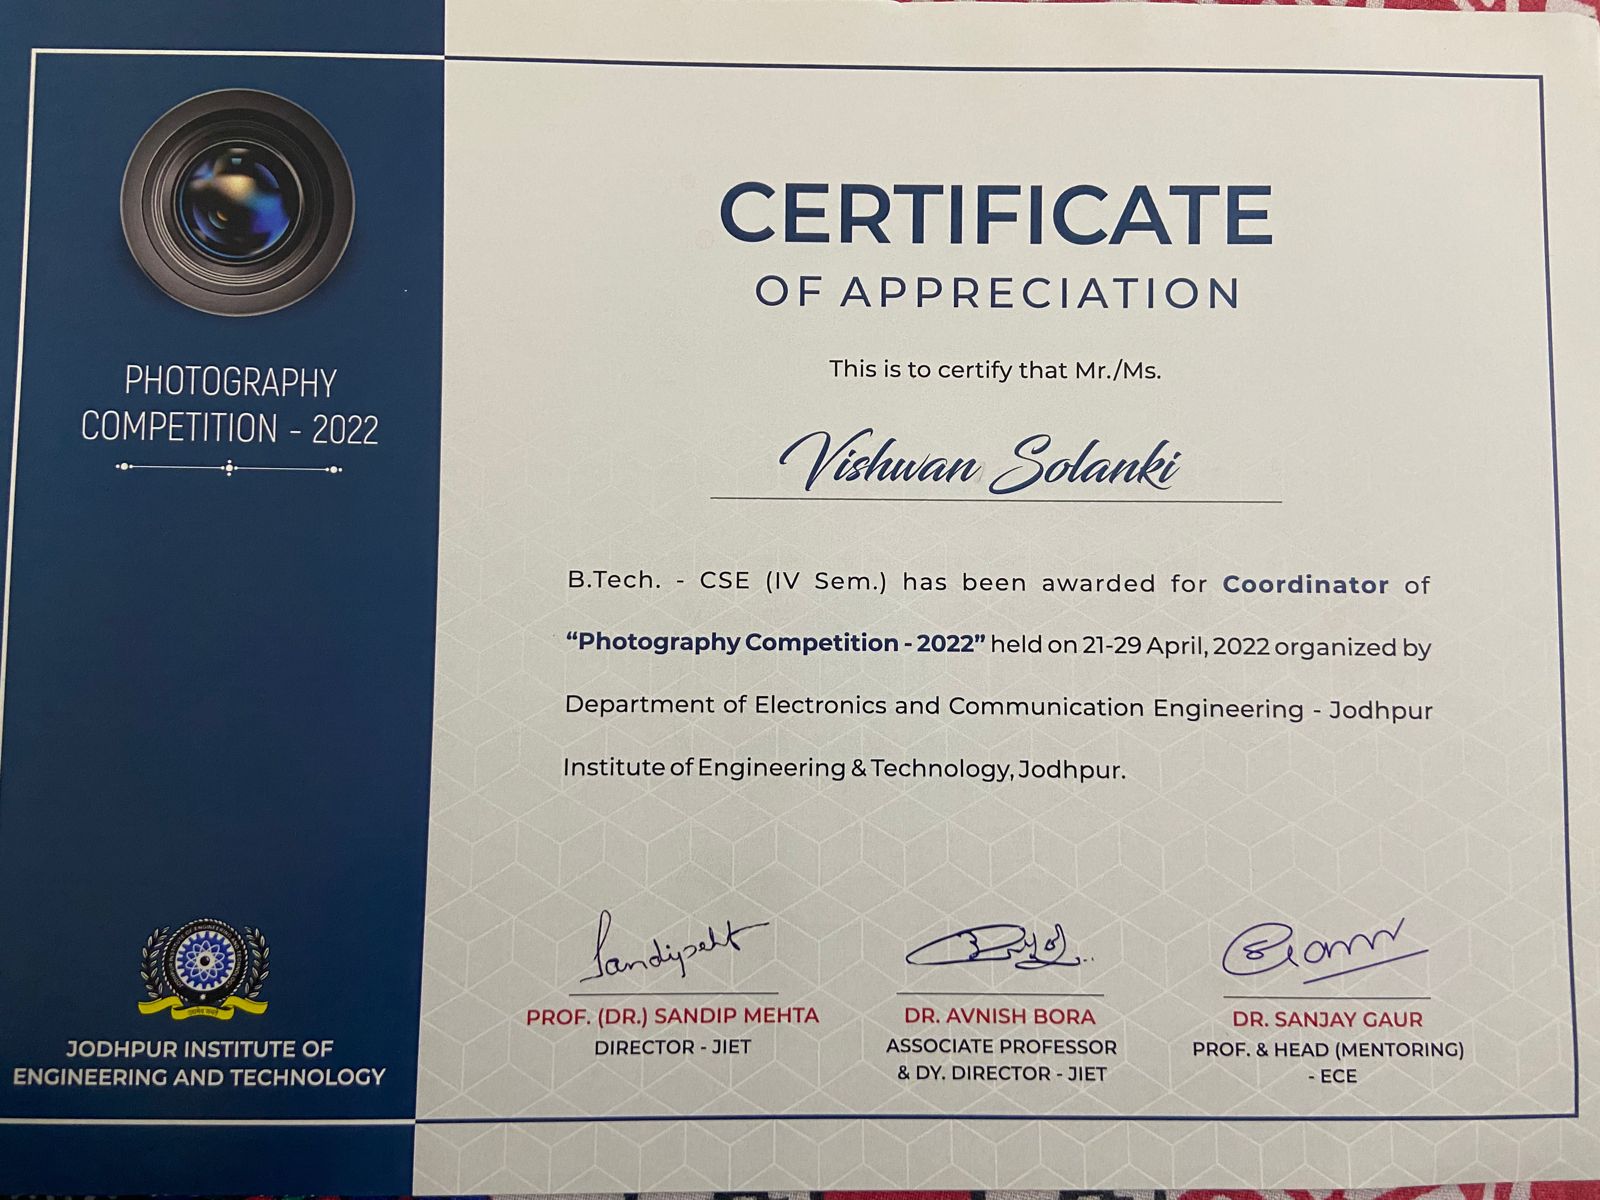 PHOTOGRAPHY
COMPETITION - 2022
JODHPUR INSTITUTE OF
ENGINEERING AND TECHNOLOGY
CERTIFICATE
OF APPRECIATION
This is to certify that Mr./Ms.
Vishwan Solanki
B.Tech. - CSE (IV Sem.) has been awarded for Coordinator of
“Photography Competition - 2022” held on 21-29 April, 2022 organized by
Department of Electronics and Communication Engineering - Jodhpur
Institute of Engineering & Technology, Jodhpur.
PROF. (DR.) SANDIP MEHTA
DIRECTOR - JIET
DR. AVNISH BORA
ASSOCIATE PROFESSOR
& DY. DIRECTOR - JIET
DR. SANJAY GAUR
PROF. & HEAD (MENTORING)
- ECE